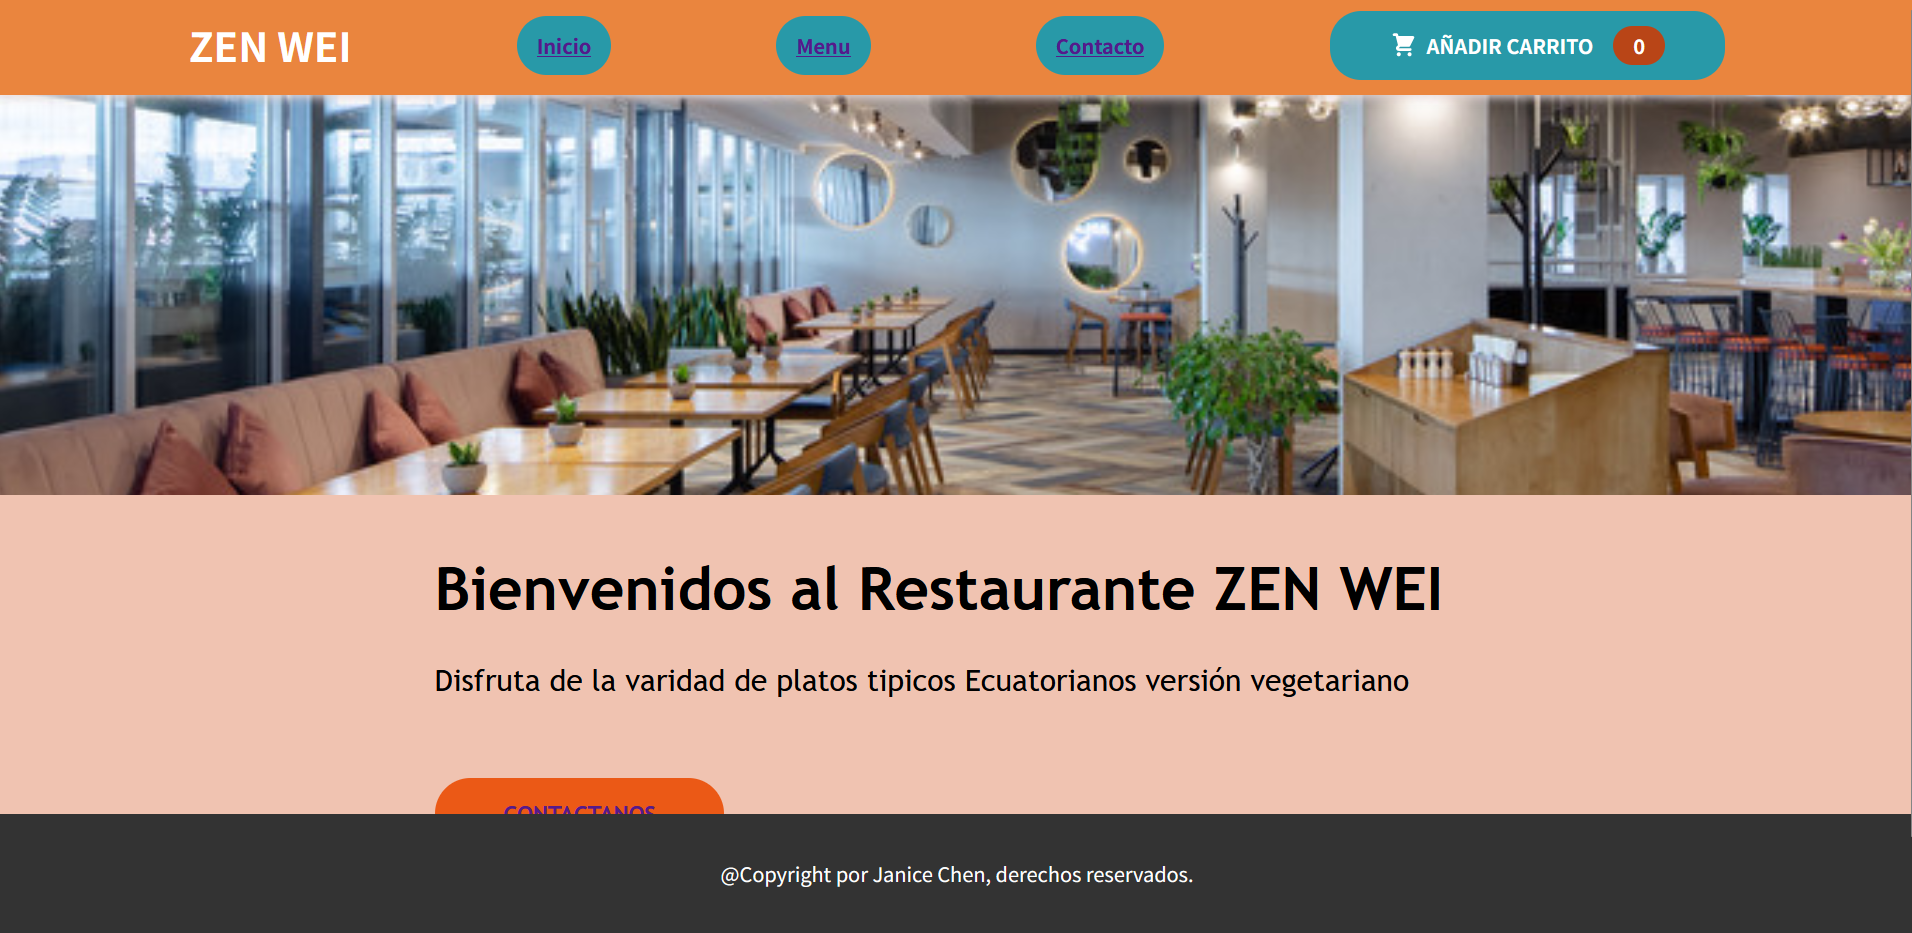 ZEN WEI
Inicio
Menu
Contacto
AÑADIR CARRITO 0
Bienvenidos al Restaurante ZEN WEI
Disfruta de la varidad de platos tipicos Ecuatorianos versión vegetariano
CONTACTANOS
@Copyright por Janice Chen, derechos reservados.